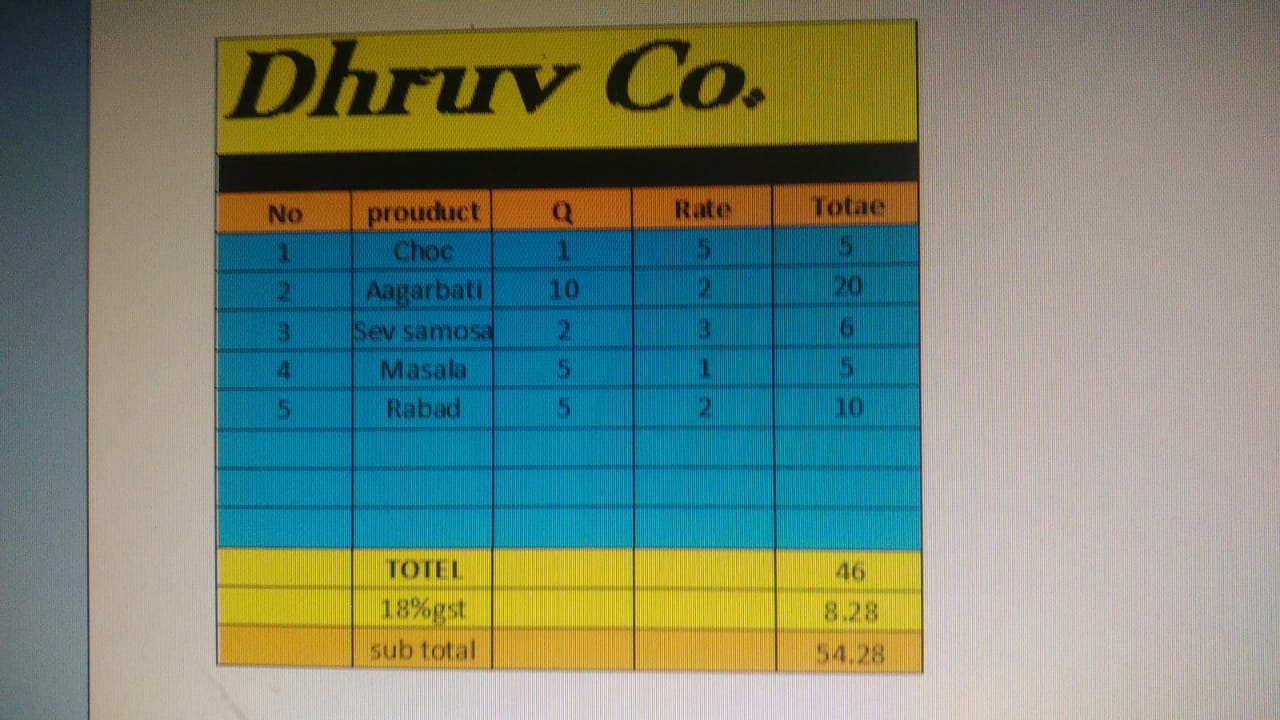 Dhruv Co.
No prouduct Q Rate Totae
1 Choc 1 5 5
2 Aagarbati 10 2 20
3 Sev samosa 2 3 6
4 Masala 5 1 5
5 Rabad 5 2 10
TOTEL 46
18%gst 8.28
sub total 54.28